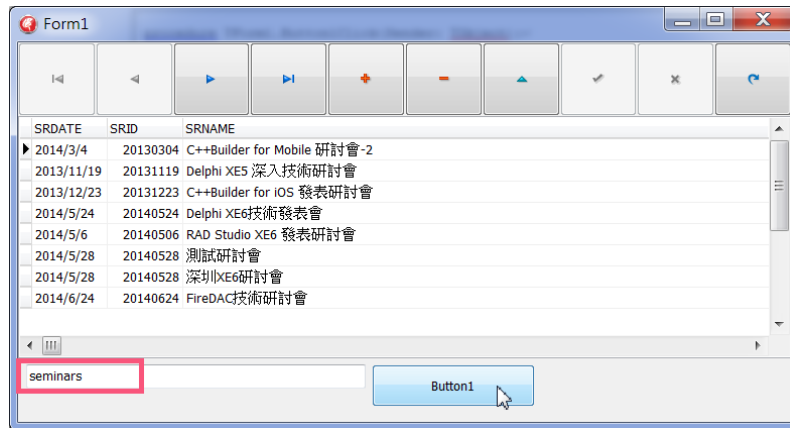 Form1
SRDATE SRID SRNAME
2014/3/4 20130304 C++Builder for Mobile 研討會-2
2013/11/19 20131119 Delphi XE5 深入技術研討會
2013/12/23 20131223 C++Builder for iOS 發表研討會
2014/5/24 20140524 Delphi XE6技術發表會
2014/5/6 20140506 RAD Studio XE6 發表研討會
2014/5/28 20140528 測試研討會
2014/5/28 20140528 深圳XE6研討會
2014/6/24 20140624 FireDAC技術研討會
seminars Button1